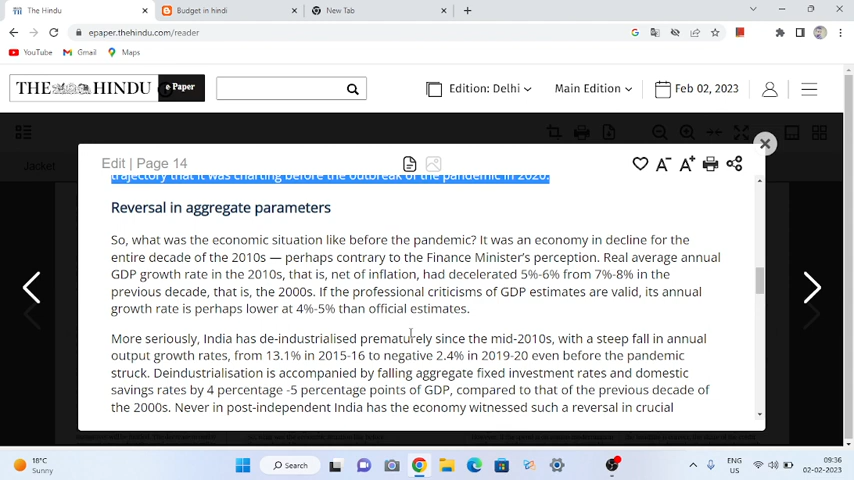 The Hindu
Budget in hindi
New Tab
epaper.thehindu.com/reader
YouTube
Gmail
Maps
THE HINDU
e Paper
Edition: Delhi
Main Edition
Feb 02, 2023
Jacket
Edit | Page 14
A-
A+
trajectory that it was charting before the outbreak of the pandemic in 2020.
Reversal in aggregate parameters
So, what was the economic situation like before the pandemic? It was an economy in decline for the
entire decade of the 2010s — perhaps contrary to the Finance Minister's perception. Real average annual
GDP growth rate in the 2010s, that is, net of inflation, had decelerated 5%-6% from 7%-8% in the
previous decade, that is, the 2000s. If the professional criticisms of GDP estimates are valid, its annual
growth rate is perhaps lower at 4%-5% than official estimates.
More seriously, India has de-industrialised prematurely since the mid-2010s, with a steep fall in annual
output growth rates, from 13.1% in 2015-16 to negative 2.4% in 2019-20 even before the pandemic
struck. Deindustrialisation is accompanied by falling aggregate fixed investment rates and domestic
savings rates by 4 percentage -5 percentage points of GDP, compared to that of the previous decade of
the 2000s. Never in post-independent India has the economy witnessed such a reversal in crucial
18°C
Sunny
Search
ENG
US
09:36
02-02-2023